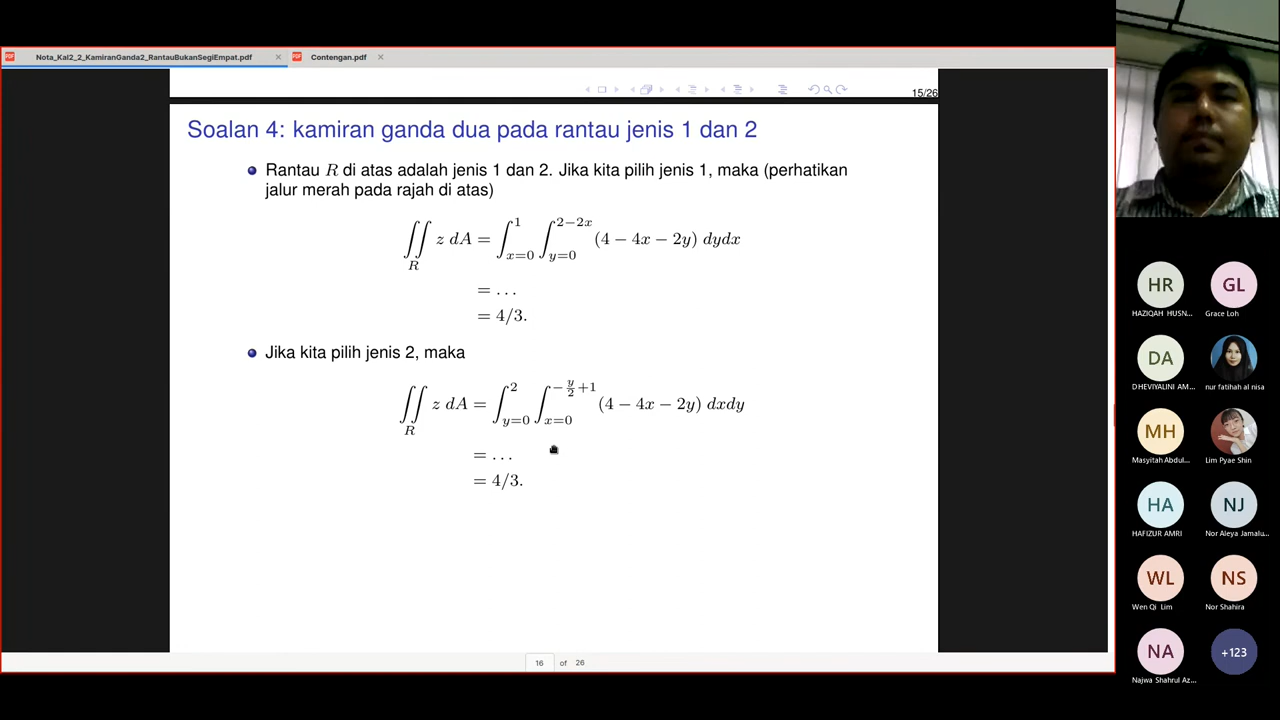 Nota_Kal2_2_KamiranGanda2_RantauBukanSegiEmpat.pdf
Contengan.pdf
15/26
Soalan 4: kamiran ganda dua pada rantau jenis 1 dan 2
Rantau R di atas adalah jenis 1 dan 2. Jika kita pilih jenis 1, maka (perhatikan
jalur merah pada rajah di atas)
∬_R z dA = ∫_{x=0}^{1} ∫_{y=0}^{2−2x} (4 − 4x − 2y) dydx
= . . .
= 4/3.
Jika kita pilih jenis 2, maka
∬_R z dA = ∫_{y=0}^{2} ∫_{x=0}^{−y/2+1} (4 − 4x − 2y) dxdy
= . . .
= 4/3.
16 of 26
HR
HAZIQAH HUSN...
GL
Grace Loh
DA
DHEVIYALINI AM...
nur fatihah al nisa
MH
Masyitah Abdul...
Lim Pyae Shin
HA
HAFIZUR AMRI
NJ
Nor Aleya Jamalu...
WL
Wen Qi Lim
NS
Nor Shahira
NA
Najwa Shahrul Az...
+123